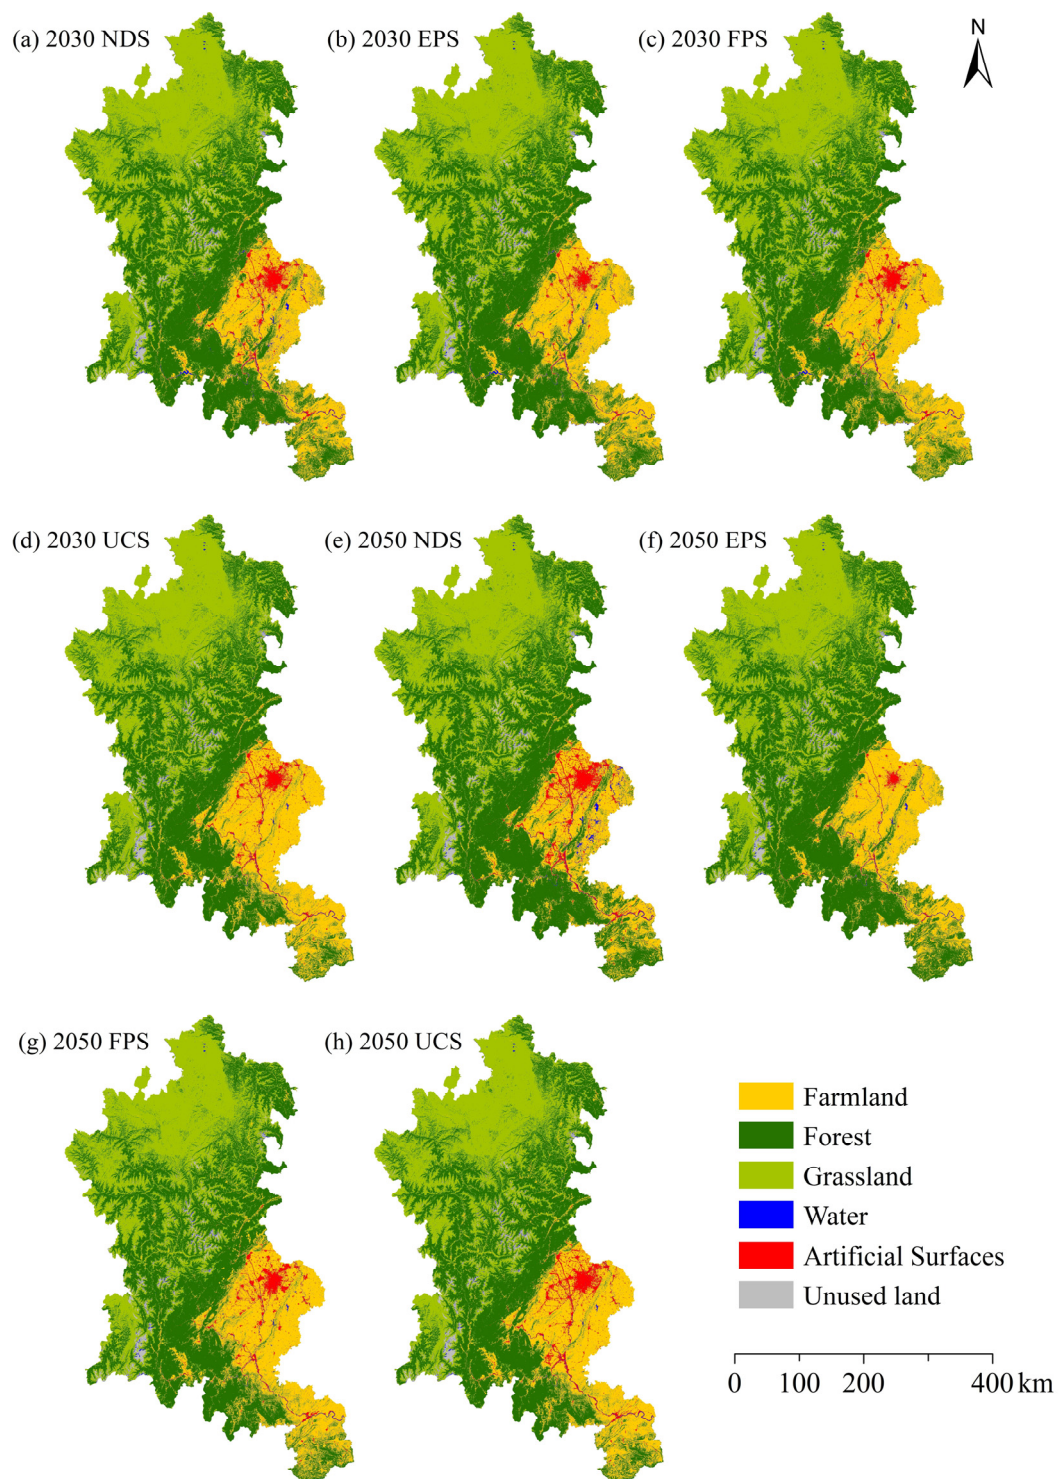 (a) 2030 NDS
(b) 2030 EPS
(c) 2030 FPS
N
(d) 2030 UCS
(e) 2050 NDS
(f) 2050 EPS
(g) 2050 FPS
(h) 2050 UCS
Farmland
Forest
Grassland
Water
Artificial Surfaces
Unused land
0 100 200 400 km